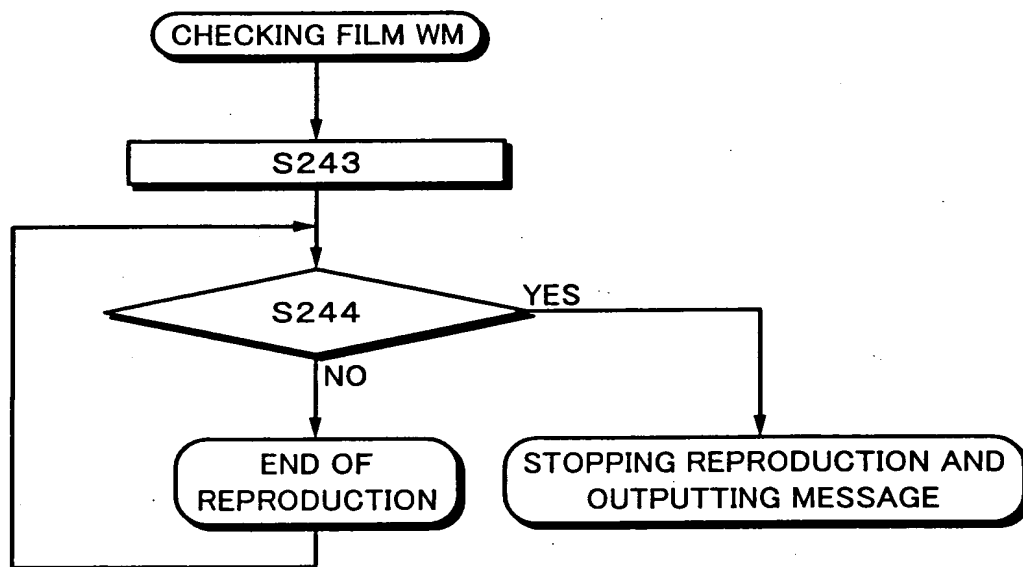 CHECKING FILM WM
S243
S244
YES
NO
END OF
REPRODUCTION
STOPPING REPRODUCTION AND
OUTPUTTING MESSAGE